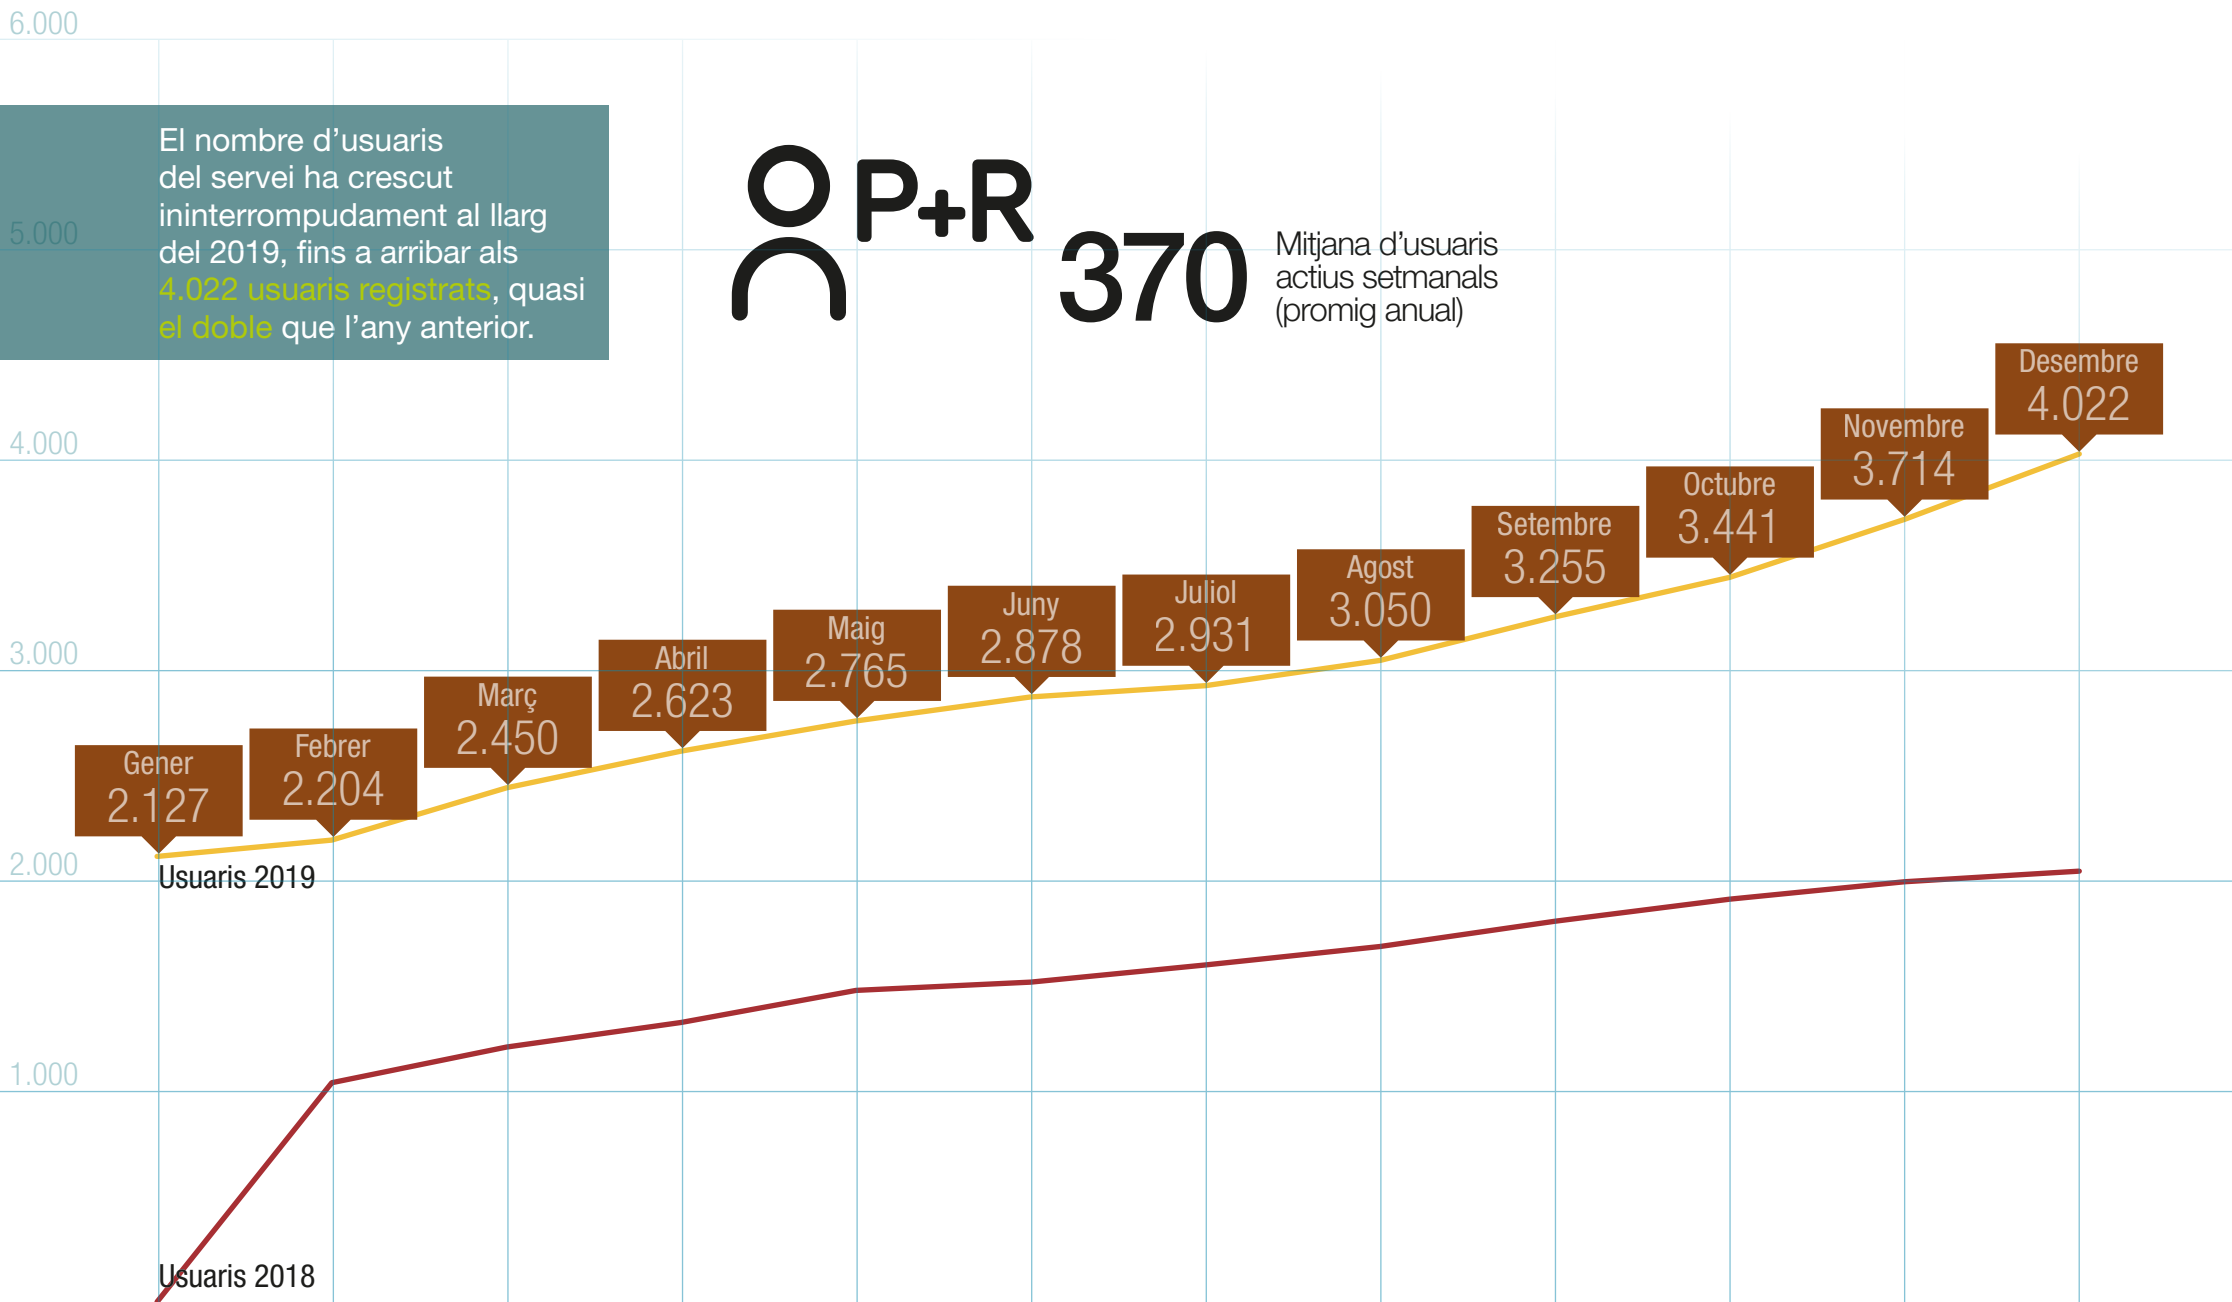 6.000
El nombre d’usuaris
del servei ha crescut
ininterrompudament al llarg
del 2019, fins a arribar als
4.022 usuaris registrats, quasi
el doble que l’any anterior.
P+R
370
Mitjana d’usuaris
actius setmanals
(promig anual)
5.000
4.000
3.000
2.000
1.000
Gener
2.127
Febrer
2.204
Març
2.450
Abril
2.623
Maig
2.765
Juny
2.878
Juliol
2.931
Agost
3.050
Setembre
3.255
Octubre
3.441
Novembre
3.714
Desembre
4.022
Usuaris 2019
Usuaris 2018